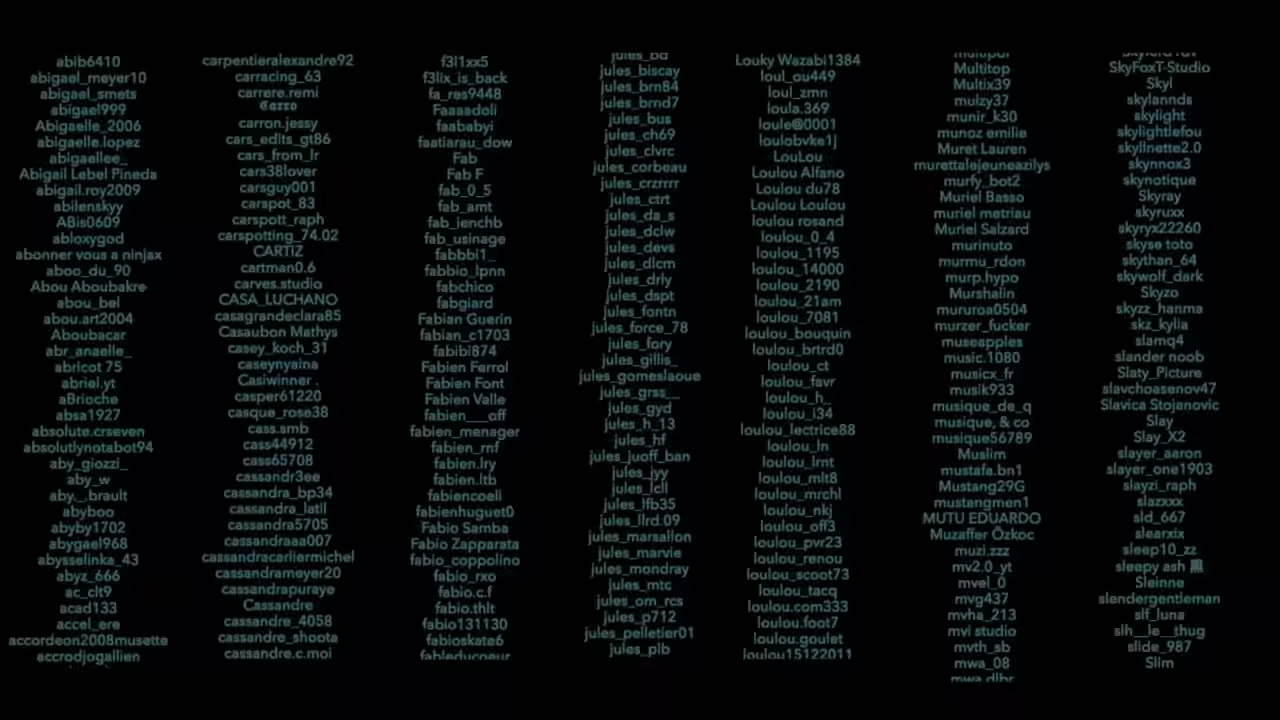 abib6410
abigael_meyer10
abigael_smets
abigael999
Abigaelle_2006
abigaelle.lopez
abigaellee_
Abigail Lebel Pineda
abigail.roy2009
abilenskyy
ABis0609
abloxygod
abonner vous a ninjax
aboo_du_90
Abou Aboubakre
abou_bel
abou.art2004
Aboubacar
abr_anaelle_
abricot 75
abriel.yt
aBrioche
absa1927
absolute.crseven
absolutlynotabot94
aby_giozzi_
aby_w
aby._.brault
abyboo
abyby1702
abygael968
abysselinka_43
abyz_666
ac_clt9
acad133
accel_ere
accordeon2008musette
accrodjogallien
carpentieralexandre92
carracing_63
carrere.remi
carron.jessy
cars_edits_gt86
cars_from_lr
cars38lover
carsguy001
carspot_83
carspott_raph
carspotting_74.02
CARTIZ
cartman0.6
carves.studio
CASA_LUCHANO
casagrandeclara85
Casaubon Mathys
casey_koch_31
caseynyaina
Casiwinner .
casper61220
casque_rose38
cass.smb
cass44912
cass65708
cassandr3ee
cassandra_bp34
cassandra_latil
cassandra5705
cassandraaa007
cassandracarliermichel
cassandrameyer20
cassandrapuraye
Cassandre
cassandre_4058
cassandre_shoota
cassandre.c.moi
f3l1xx5
f3lix_is_back
fa_res9448
Faaaadoli
faababyi
faatiarau_dow
Fab
Fab F
fab_0_5
fab_amt
fab_ienchb
fab_usinage
fabbbi1_
fabbio_lpnn
fabchico
fabgiard
Fabian Guerin
fabian_c1703
fabibi874
Fabien Ferrol
Fabien Font
Fabien Valle
fabien___off
fabien_menager
fabien_rnf
fabien.lry
fabien.ltb
fabiencoeli
fabienhuguet0
Fabio Samba
Fabio Zapparata
fabio_coppolino
fabio_rxo
fabio.c.f
fabio.thlt
fabio131130
fabioskate6
fableducoeur
jules_bd
jules_biscay
jules_brn84
jules_brnd7
jules_bus
jules_ch69
jules_clvrc
jules_corbeau
jules_crzrrrr
jules_ctrt
jules_da_s
jules_dclw
jules_devs
jules_dlcm
jules_drly
jules_dspt
jules_fontn
jules_force_78
jules_fory
jules_gillis_
jules_gomeslaoue
jules_grss__
jules_gyd
jules_h_13
jules_hf
jules_juoff_ban
jules_jyy
jules_lcll
jules_lfb35
jules_llrd.09
jules_marsallon
jules_marvie
jules_mondray
jules_mtc
jules_om_rcs
jules_p712
jules_pelletier01
jules_plb
Louky Wazabi1384
loul_ou449
loul_zmn
loula.369
loule@0001
loulobvke1j
LouLou
Loulou Alfano
Loulou du78
Loulou Loulou
loulou rosand
loulou_0_4
loulou_1195
loulou_14000
loulou_2190
loulou_21am
loulou_7081
loulou_bouquin
loulou_brtrd0
loulou_ct
loulou_favr
loulou_h_
loulou_i34
loulou_lectrice88
loulou_ln
loulou_lrnt
loulou_mlt8
loulou_mrchl
loulou_nkj
loulou_off3
loulou_pvr23
loulou_renou
loulou_scoot73
loulou_tacq
loulou.com333
loulou.foot7
loulou.goulet
loulou15122011
Multitop
Multix39
mulzy37
munir_k30
munoz emilie
Muret Lauren
murettalejeuneazilys
murfy_bot2
Muriel Basso
muriel metriau
Muriel Salzard
murinuto
murmu_rdon
murp.hypo
Murshalin
mururoa0504
murzer_fucker
museapples
music.1080
musicx_fr
musik933
musique_de_q
musique, & co
musique56789
Muslim
mustafa.bn1
Mustang29G
mustangmen1
MUTU EDUARDO
Muzaffer Özkoc
muzi.zzz
mv2.0_yt
mvel_0
mvg437
mvha_213
mvi studio
mvth_sb
mwa_08
mwa.dlbr
SkyFoxT-Studio
Skyl
skylannds
skylight
skylightlefou
skylinette2.0
skynnox3
skynotique
Skyray
skyruxx
skyryx22260
skyse toto
skythan_64
skywolf_dark
Skyzo
skyzz_hanma
skz_kylia
slamq4
slander noob
Slaty_Picture
slavchoasenov47
Slavica Stojanovic
Slay
Slay_X2
slayer_aaron
slayer_one1903
slayzi_raph
slazxxx
sld_667
slearxix
sleep10_zz
sleepy ash 黒
Sleinne
slendergentleman
slf_luna
slh__le__thug
slide_987
Slim